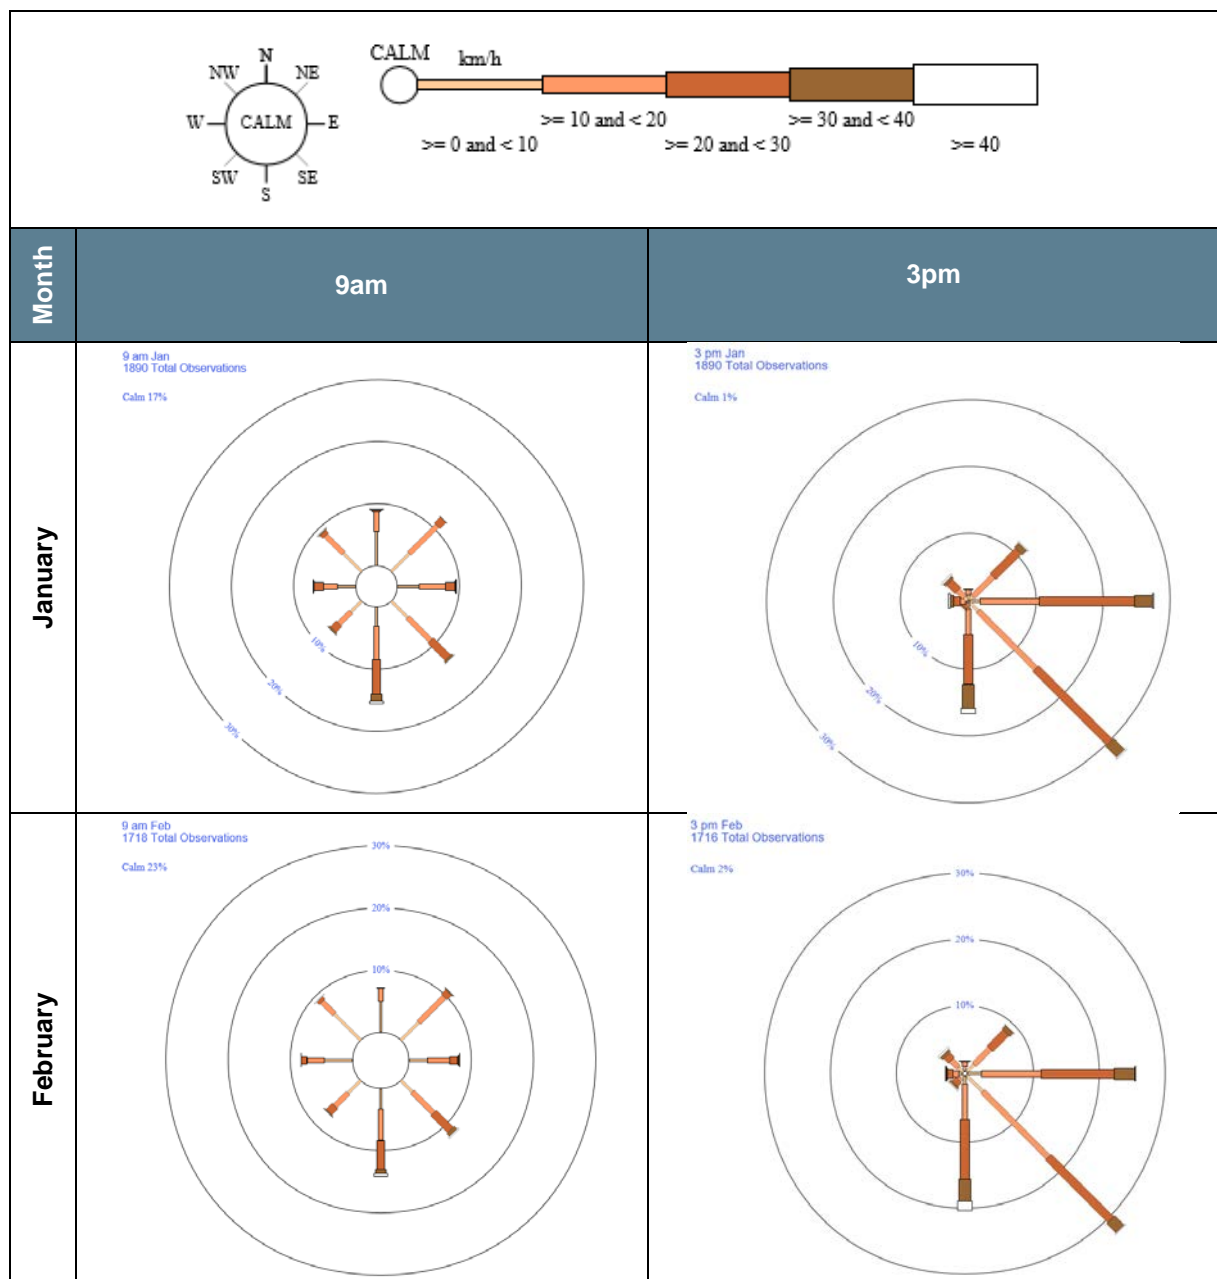 N
NW NE
W CALM E
SW SE
S
CALM km/h
>= 10 and < 20 >= 30 and < 40
>= 0 and < 10 >= 20 and < 30 >= 40
Month 9am 3pm
January
9 am Jan
1890 Total Observations
Calm 17%
10%
20%
30%
3 pm Jan
1890 Total Observations
Calm 1%
10%
20%
30%
February
9 am Feb
1718 Total Observations
Calm 23%
30%
20%
10%
3 pm Feb
1716 Total Observations
Calm 2%
30%
20%
10%